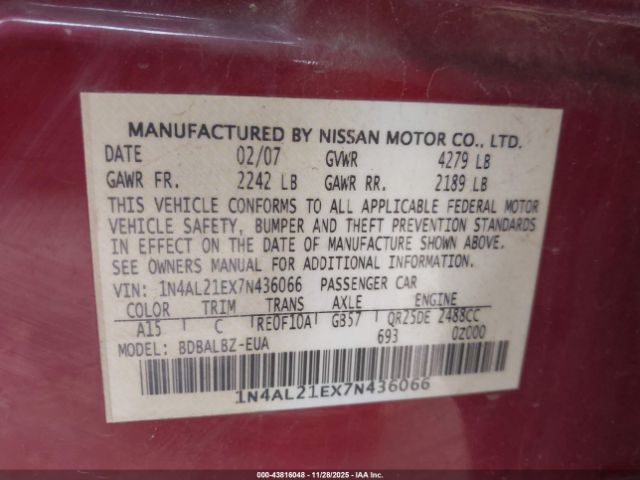 MANUFACTURED BY NISSAN MOTOR CO., LTD.
DATE 02/07 GVWR 4279 LB
GAWR FR. 2242 LB GAWR RR. 2189 LB
THIS VEHICLE CONFORMS TO ALL APPLICABLE FEDERAL MOTOR
VEHICLE SAFETY, BUMPER AND THEFT PREVENTION STANDARDS
IN EFFECT ON THE DATE OF MANUFACTURE SHOWN ABOVE.
SEE OWNERS MANUAL FOR ADDITIONAL INFORMATION.
VIN: 1N4AL21EX7N436066 PASSENGER CAR
COLOR TRIM TRANS AXLE ENGINE
A15 C RE0F10A GB57 QR25DE 2488CC
MODEL: BDBALBZ-EUA 693 0Z000
1N4AL21EX7N436066
000-43816048 - 11/28/2025 - IAA Inc.